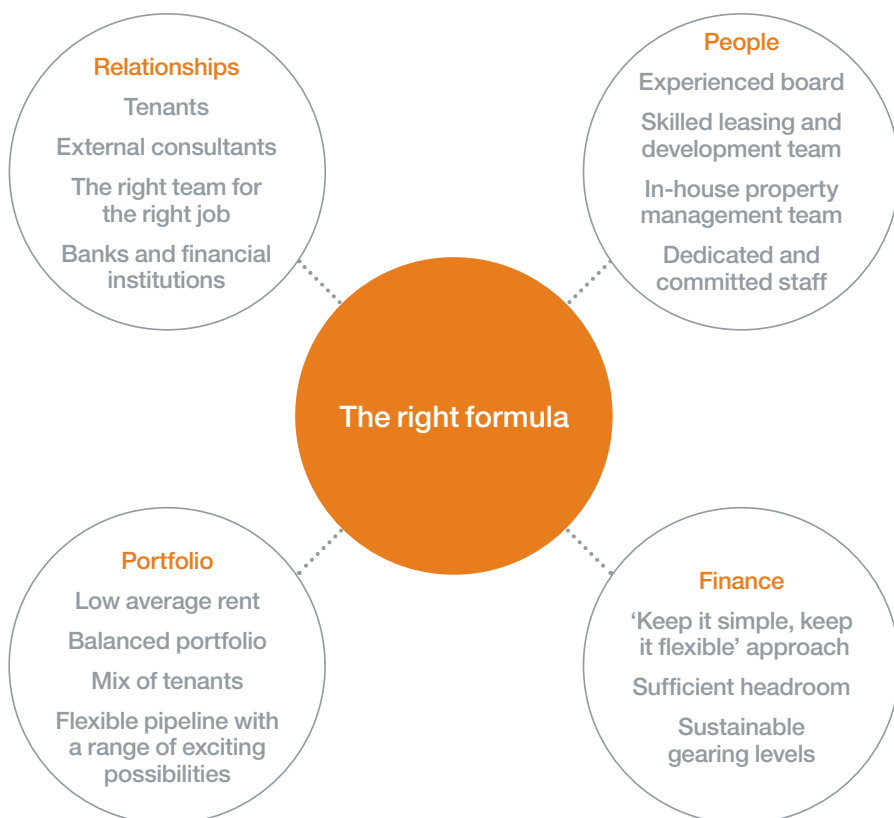 Relationships
Tenants
External consultants
The right team for
the right job
Banks and financial
institutions
People
Experienced board
Skilled leasing and
development team
In-house property
management team
Dedicated and
committed staff
The right formula
Portfolio
Low average rent
Balanced portfolio
Mix of tenants
Flexible pipeline with
a range of exciting
possibilities
Finance
‘Keep it simple, keep
it flexible’ approach
Sufficient headroom
Sustainable
gearing levels